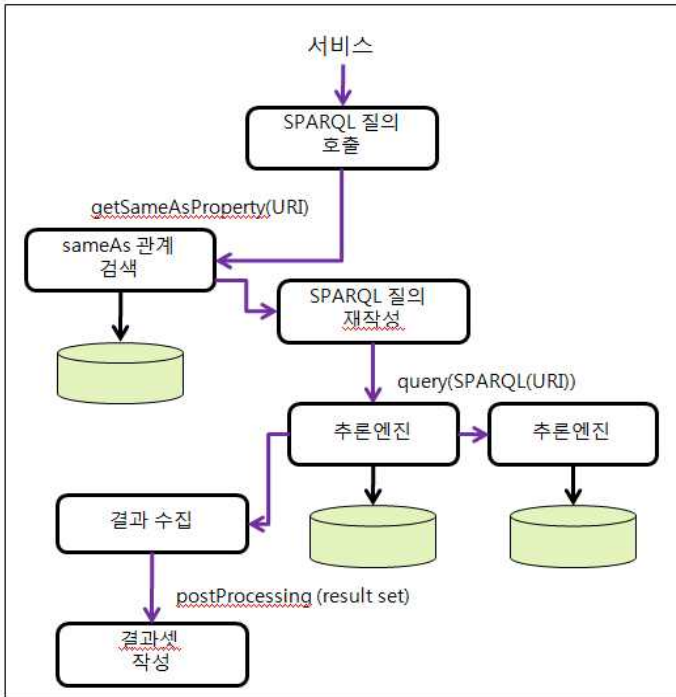 서비스
SPARQL 질의
호출
getSameAsProperty(URI)
sameAs 관계
검색
SPARQL 질의
재작성
query(SPARQL(URI))
추론엔진
추론엔진
결과 수집
postProcessing (result set)
결과셋
작성